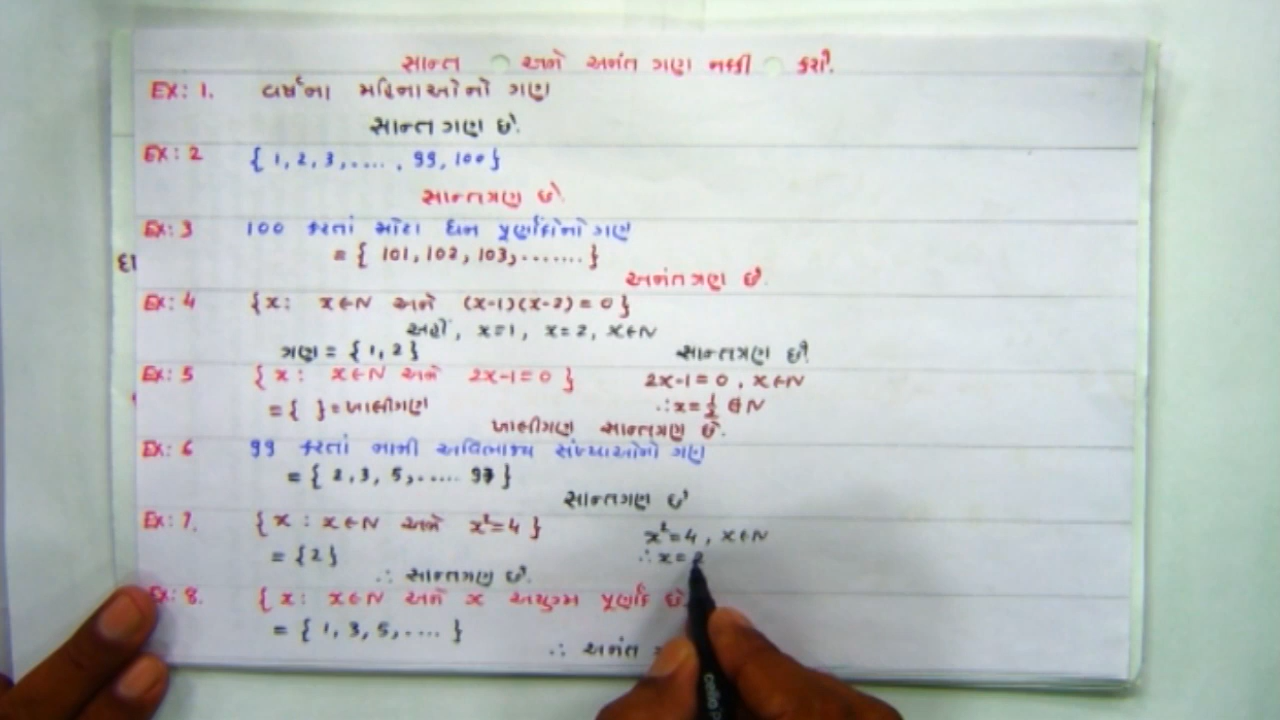 સાન્ત અને અનંત ગણ નક્કી કરો.
EX: 1. વર્ષના મહિનાઓનો ગણ
સાન્ત ગણ છે.
EX: 2 { 1, 2, 3, .... , 99, 100 }
સાન્તગણ છે.
EX: 3 100 કરતાં મોટા ધન પૂર્ણાંકોનો ગણ
= { 101, 102, 103, ....... }
અનંતગણ છે.
EX: 4 { x : x ∈ N અને (x-1)(x-2) = 0 }
અહીં, x=1, x=2, x∈N
ગણ = { 1, 2 } સાન્તગણ છે.
EX: 5 { x : x ∈ N અને 2x-1=0 } 2x-1=0, x∈N
= { } = ખાલીગણ ∴ x = 1/2 ∉ N
ખાલીગણ સાન્તગણ છે.
EX: 6 99 કરતાં નાની અવિભાજ્ય સંખ્યાઓનો ગણ
= { 2, 3, 5, ..... 97 }
સાન્તગણ છે
EX: 7. { x : x ∈ N અને x²=4 } x²=4, x∈N
= {2} ∴ x=2
∴ સાન્તગણ છે.
EX: 8. { x : x∈N અને x અયુગ્મ પૂર્ણાંક છે
= { 1, 3, 5, .... }
∴ અનંત